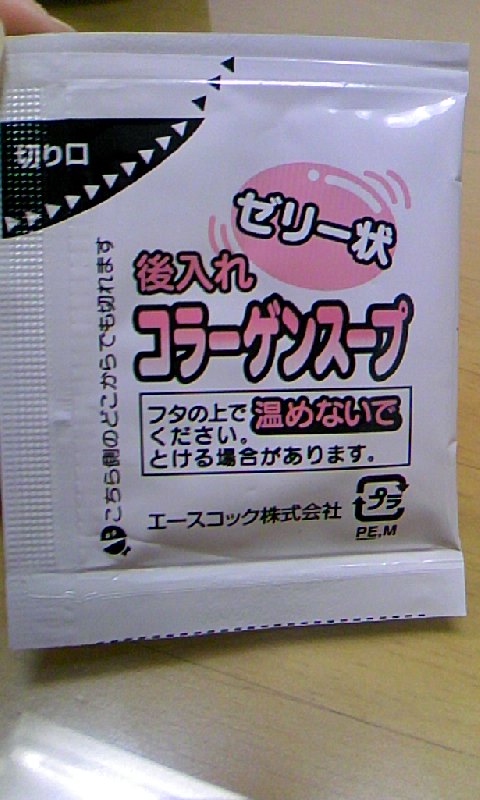 切り口
ゼリー状
後入れ
コラーゲンスープ
フタの上で温めないで
ください。
とける場合があります。
エースコック株式会社
プラ
PE,M
こちら側のどこからでも切れます